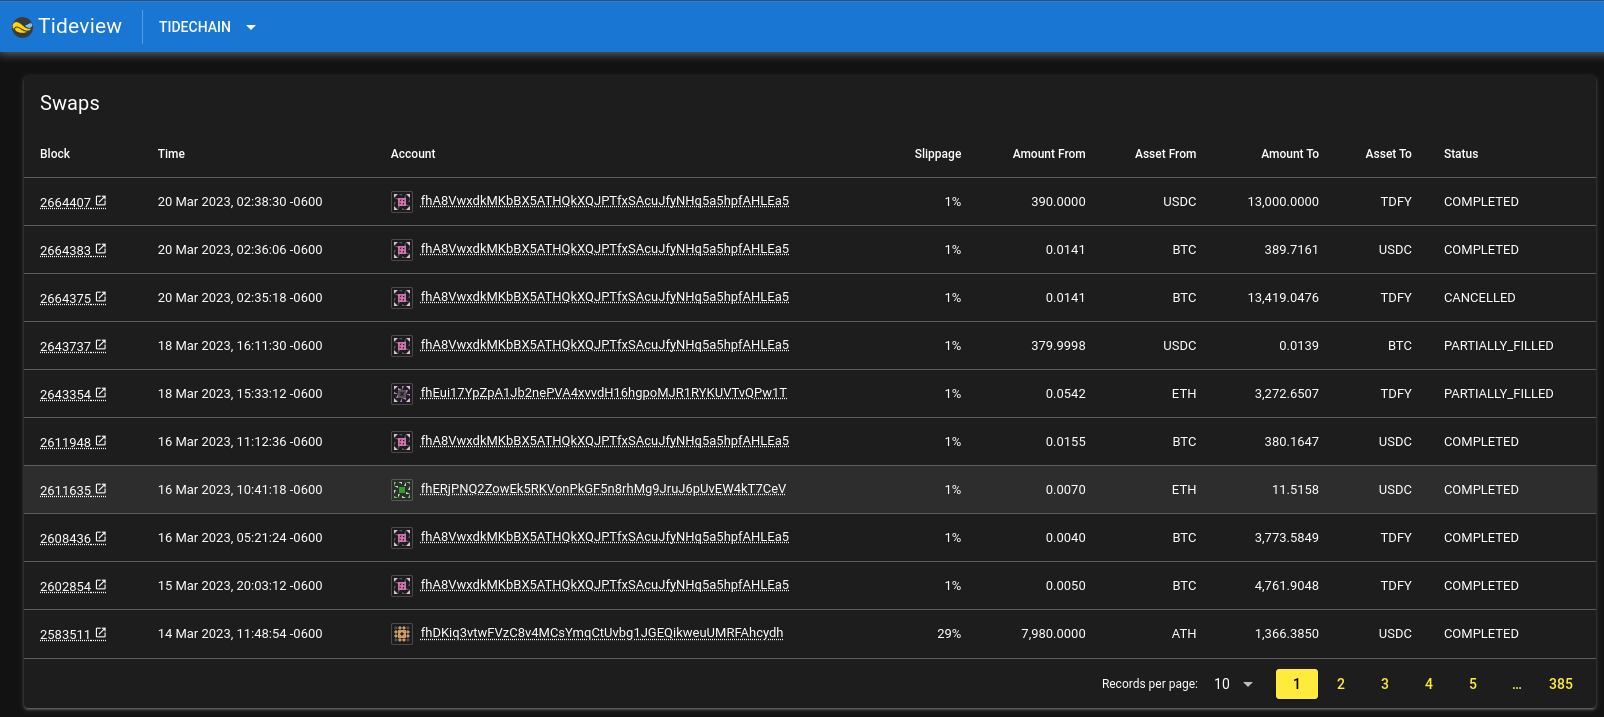 Tideview TIDECHAIN
Swaps
Block Time Account Slippage Amount From Asset From Amount To Asset To Status
2664407 20 Mar 2023, 02:38:30 -0600 fhA8VwxdkMKbBX5ATHQkXQJPTfxSAcuJfyNHq5a5hpfAHLEa5 1% 390.0000 USDC 13,000.0000 TDFY COMPLETED
2664383 20 Mar 2023, 02:36:06 -0600 fhA8VwxdkMKbBX5ATHQkXQJPTfxSAcuJfyNHq5a5hpfAHLEa5 1% 0.0141 BTC 389.7161 USDC COMPLETED
2664375 20 Mar 2023, 02:35:18 -0600 fhA8VwxdkMKbBX5ATHQkXQJPTfxSAcuJfyNHq5a5hpfAHLEa5 1% 0.0141 BTC 13,419.0476 TDFY CANCELLED
2643737 18 Mar 2023, 16:11:30 -0600 fhA8VwxdkMKbBX5ATHQkXQJPTfxSAcuJfyNHq5a5hpfAHLEa5 1% 379.9998 USDC 0.0139 BTC PARTIALLY_FILLED
2643354 18 Mar 2023, 15:33:12 -0600 fhEui17YpZpA1Jb2nePVA4xvvdH16hgpoMJR1RYKUVTvQPw1T 1% 0.0542 ETH 3,272.6507 TDFY PARTIALLY_FILLED
2611948 16 Mar 2023, 11:12:36 -0600 fhA8VwxdkMKbBX5ATHQkXQJPTfxSAcuJfyNHq5a5hpfAHLEa5 1% 0.0155 BTC 380.1647 USDC COMPLETED
2611635 16 Mar 2023, 10:41:18 -0600 fhERjPNQ2ZowEk5RKVonPkGF5n8rhMg9JruJ6pUvEW4kT7CeV 1% 0.0070 ETH 11.5158 USDC COMPLETED
2608436 16 Mar 2023, 05:21:24 -0600 fhA8VwxdkMKbBX5ATHQkXQJPTfxSAcuJfyNHq5a5hpfAHLEa5 1% 0.0040 BTC 3,773.5849 TDFY COMPLETED
2602854 15 Mar 2023, 20:03:12 -0600 fhA8VwxdkMKbBX5ATHQkXQJPTfxSAcuJfyNHq5a5hpfAHLEa5 1% 0.0050 BTC 4,761.9048 TDFY COMPLETED
2583511 14 Mar 2023, 11:48:54 -0600 fhDKiq3vtwFVzC8v4MCsYmqCtUvbg1JGEQikweuUMRFAhcydh 29% 7,980.0000 ATH 1,366.3850 USDC COMPLETED
Records per page: 10 1 2 3 4 5 … 385